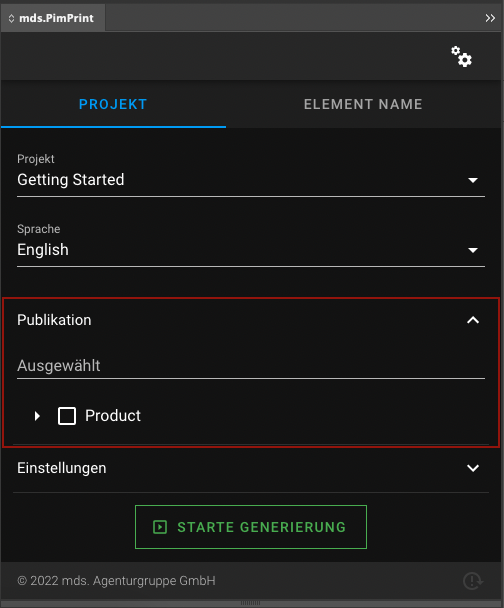 mds.PimPrint
PROJEKT
ELEMENT NAME
Projekt
Getting Started
Sprache
English
Publikation
Ausgewählt
Product
Einstellungen
STARTE GENERIERUNG
© 2022 mds. Agenturgruppe GmbH